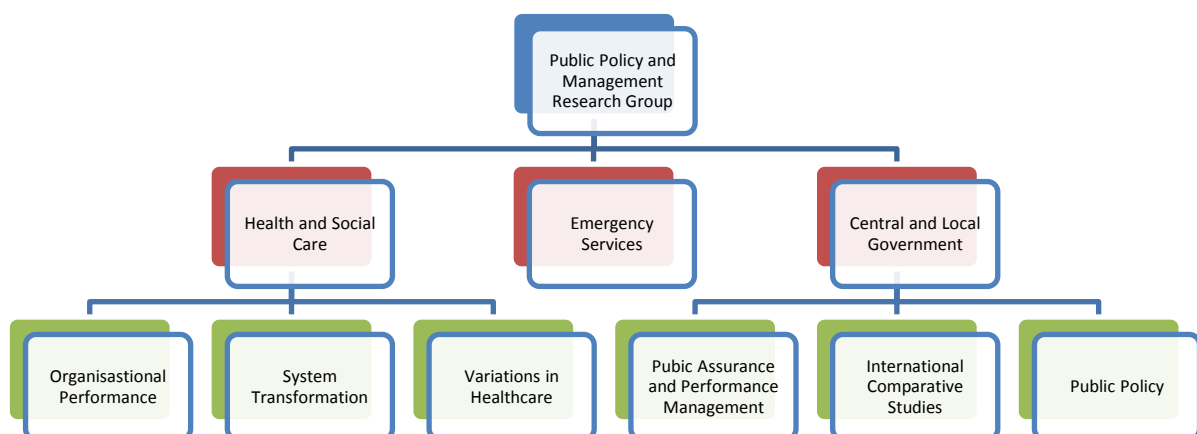 Public Policy and
Management
Research Group
Health and Social
Care
Emergency
Services
Central and Local
Government
Organisastional
Performance
System
Transformation
Variations in
Healthcare
Pubic Assurance
and Performance
Management
International
Comparative
Studies
Public Policy